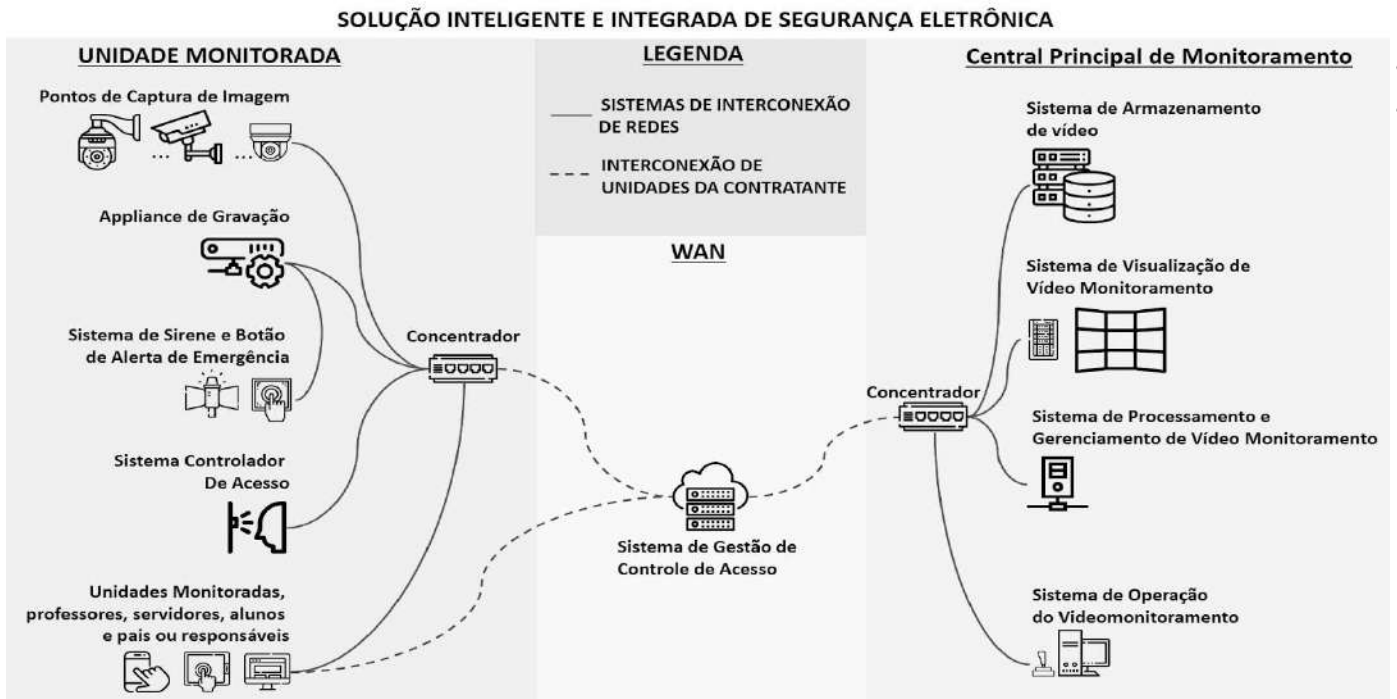 SOLUÇÃO INTELIGENTE E INTEGRADA DE SEGURANÇA ELETRÔNICA
UNIDADE MONITORADA
Pontos de Captura de Imagem
... ...
Appliance de Gravação
Sistema de Sirene e Botão
de Alerta de Emergência
Concentrador
Sistema Controlador
De Acesso
Unidades Monitoradas,
professores, servidores, alunos
e pais ou responsáveis
LEGENDA
SISTEMAS DE INTERCONEXÃO
DE REDES
INTERCONEXÃO DE
UNIDADES DA CONTRATANTE
WAN
Sistema de Gestão de
Controle de Acesso
Central Principal de Monitoramento
Sistema de Armazenamento
de vídeo
Sistema de Visualização de
Vídeo Monitoramento
Concentrador
Sistema de Processamento e
Gerenciamento de Vídeo Monitoramento
Sistema de Operação
do Videomonitoramento